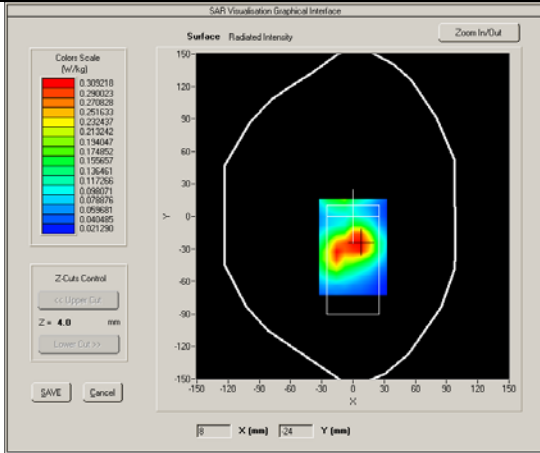 SAR Visualisation Graphical Interface
Surface Radiated Intensity
Zoom In/Out
Colors Scale
(W/kg)
0.309218
0.290023
0.270828
0.251633
0.232437
0.213242
0.194047
0.174852
0.155657
0.136461
0.117266
0.098071
0.078876
0.059681
0.040485
0.021290
Z-Cuts Control
<< Upper Cut
Z = 4.0 mm
Lower Cut >>
SAVE Cancel
150
120
90
60
30
0
-30
-60
-90
-120
-150
Y
-150 -120 -90 -60 -30 0 30 60 90 120 150
X
8 X (mm) -24 Y (mm)